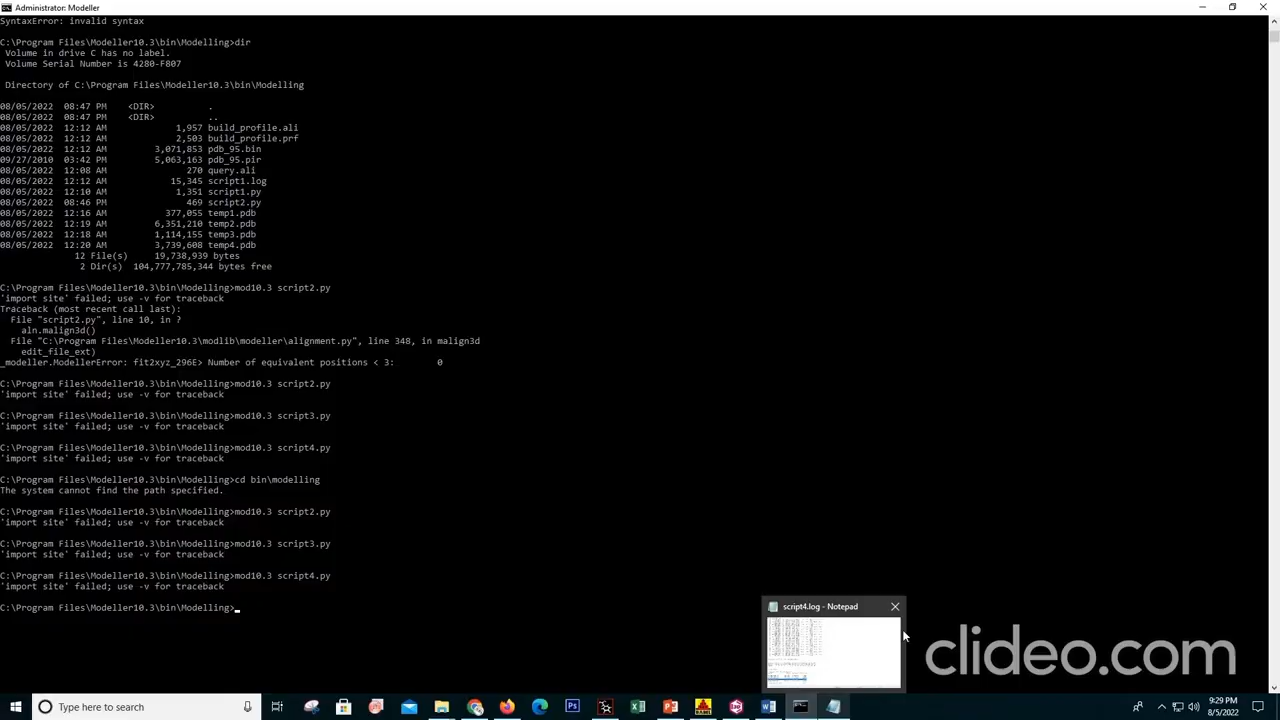 Administrator: Modeller
SyntaxError: invalid syntax
C:\Program Files\Modeller10.3\bin\Modelling>dir
Volume in drive C has no label.
Volume Serial Number is 4280-F807
Directory of C:\Program Files\Modeller10.3\bin\Modelling
08/05/2022 08:47 PM <DIR> .
08/05/2022 08:47 PM <DIR> ..
08/05/2022 12:12 AM 1,957 build_profile.ali
08/05/2022 12:12 AM 2,503 build_profile.prf
08/05/2022 12:12 AM 3,071,853 pdb_95.bin
09/27/2010 03:42 PM 5,063,163 pdb_95.pir
08/05/2022 12:08 AM 270 query.ali
08/05/2022 12:12 AM 15,345 script1.log
08/05/2022 12:10 AM 1,351 script1.py
08/05/2022 08:46 PM 469 script2.py
08/05/2022 12:16 AM 377,055 temp1.pdb
08/05/2022 12:19 AM 6,351,210 temp2.pdb
08/05/2022 12:18 AM 1,114,155 temp3.pdb
08/05/2022 12:20 AM 3,739,608 temp4.pdb
12 File(s) 19,738,939 bytes
2 Dir(s) 104,777,785,344 bytes free
C:\Program Files\Modeller10.3\bin\Modelling>mod10.3 script2.py
'import site' failed; use -v for traceback
Traceback (most recent call last):
File "script2.py", line 10, in ?
aln.malign3d()
File "C:\Program Files\Modeller10.3\modlib\modeller\alignment.py", line 348, in malign3d
edit_file_ext)
_modeller.ModellerError: fit2xyz_296E> Number of equivalent positions < 3: 0
C:\Program Files\Modeller10.3\bin\Modelling>mod10.3 script2.py
'import site' failed; use -v for traceback
C:\Program Files\Modeller10.3\bin\Modelling>mod10.3 script3.py
'import site' failed; use -v for traceback
C:\Program Files\Modeller10.3\bin\Modelling>mod10.3 script4.py
'import site' failed; use -v for traceback
C:\Program Files\Modeller10.3\bin\Modelling>cd bin\modelling
The system cannot find the path specified.
C:\Program Files\Modeller10.3\bin\Modelling>mod10.3 script2.py
'import site' failed; use -v for traceback
C:\Program Files\Modeller10.3\bin\Modelling>mod10.3 script3.py
'import site' failed; use -v for traceback
C:\Program Files\Modeller10.3\bin\Modelling>mod10.3 script4.py
'import site' failed; use -v for traceback
C:\Program Files\Modeller10.3\bin\Modelling>
script4.log - Notepad
clideo.com
Type here to search
9:29 PM
8/5/2022